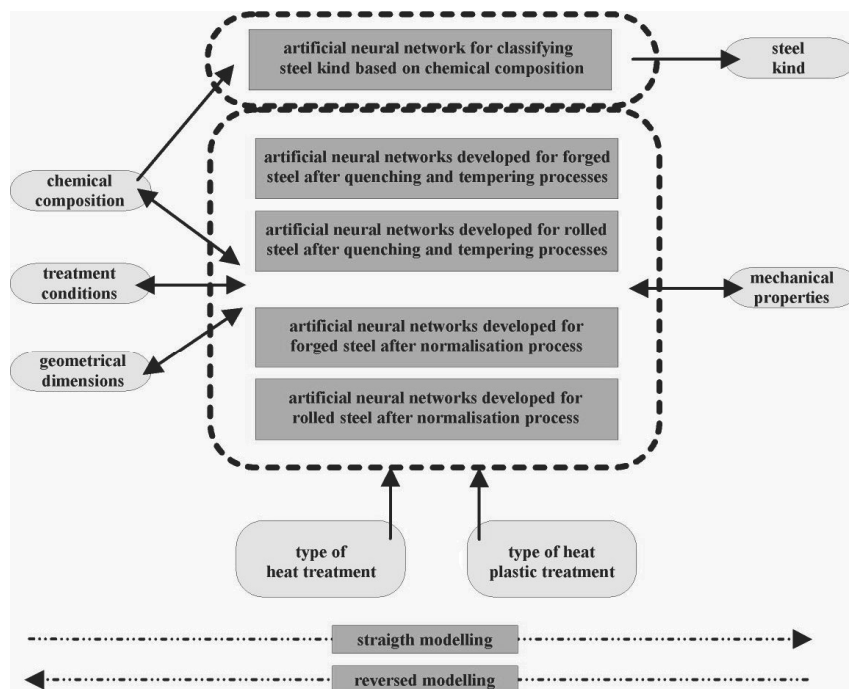 artificial neural network for classifying
steel kind based on chemical composition
steel
kind
artificial neural networks developed for forged
steel after quenching and tempering processes
chemical
composition
artificial neural networks developed for rolled
steel after quenching and tempering processes
treatment
conditions
mechanical
properties
artificial neural networks developed for
forged steel after normalisation process
geometrical
dimensions
artificial neural networks developed for
rolled steel after normalisation process
type of
heat treatment
type of heat
plastic treatment
straigth modelling
reversed modelling